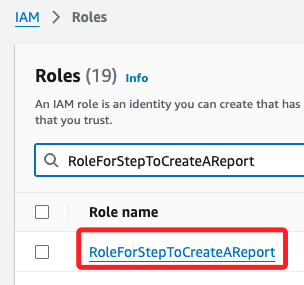 IAM > Roles
Roles (19) Info
An IAM role is an identity you can create that has
that you trust.
RoleForStepToCreateAReport
Role name
RoleForStepToCreateAReport